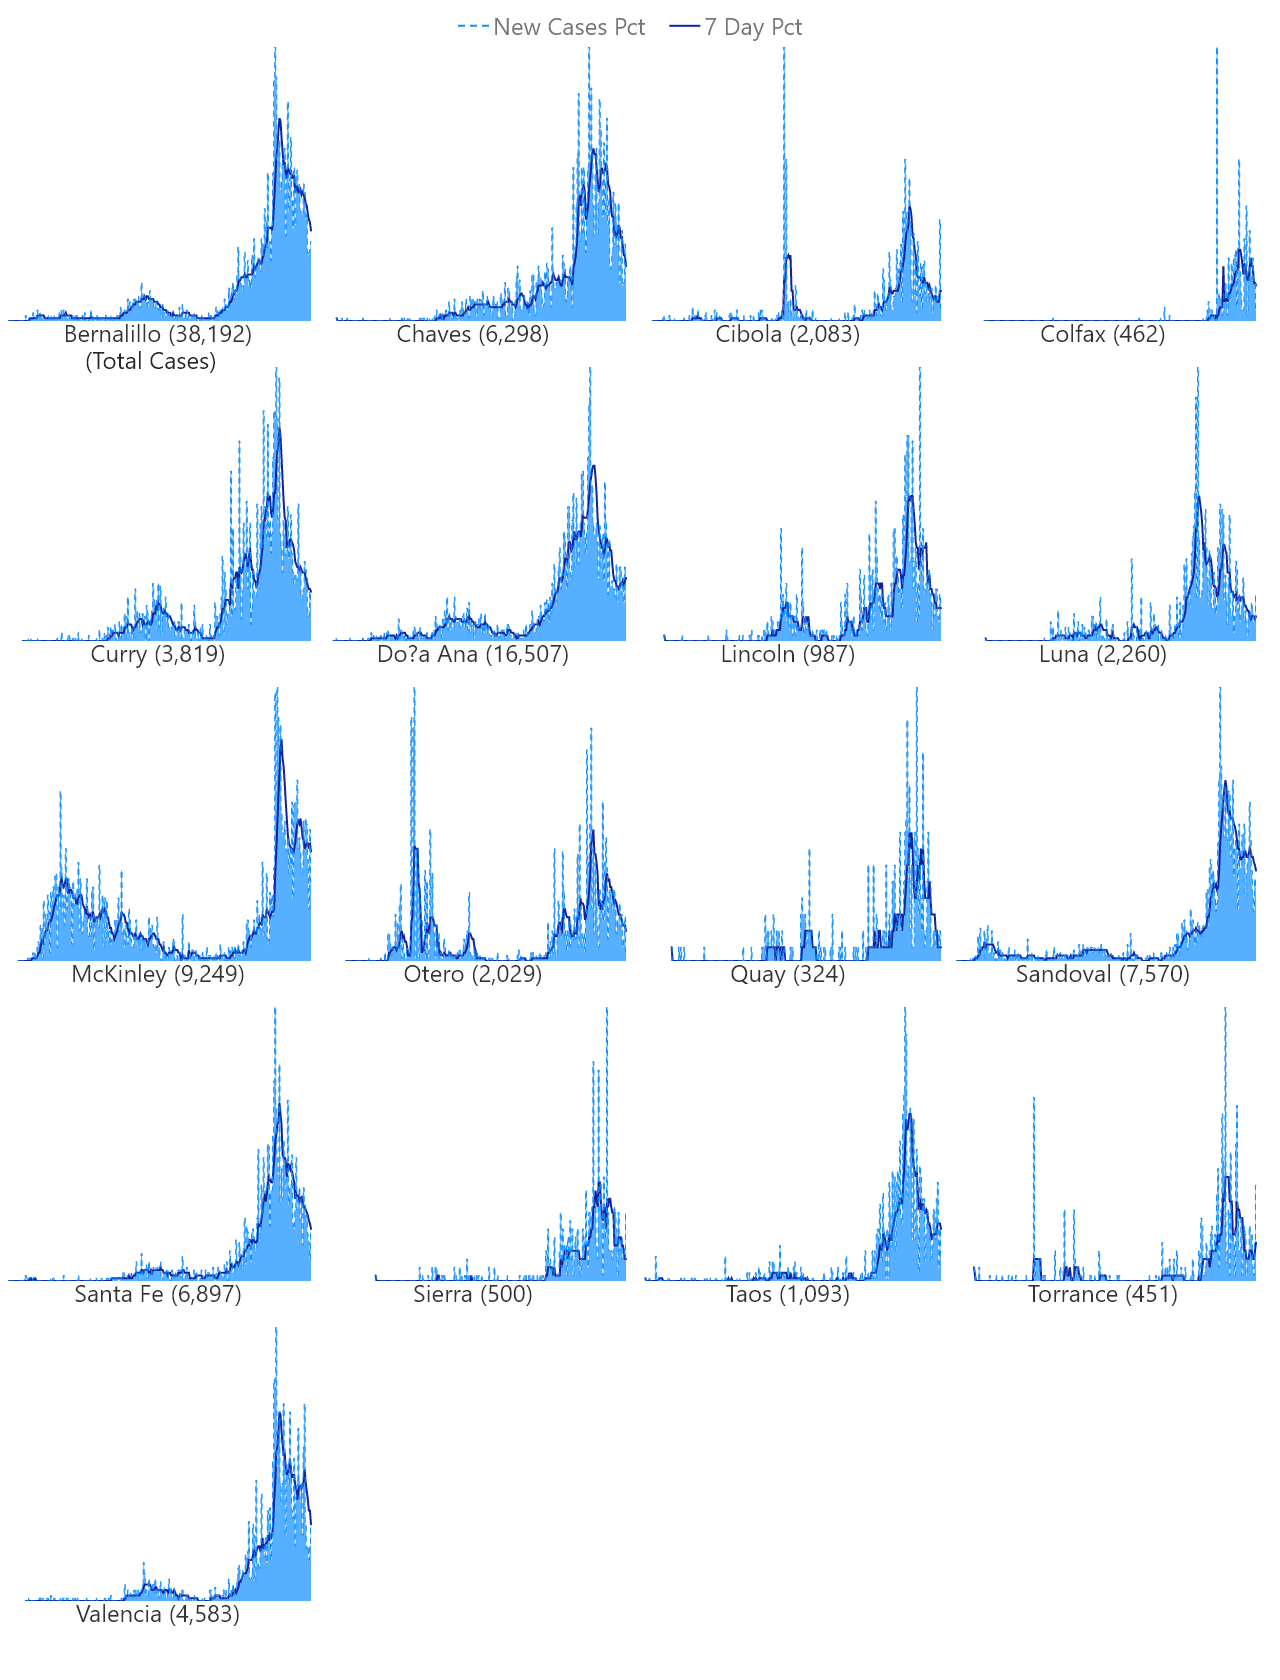 New Cases Pct 7 Day Pct
Bernalillo (38,192) Chaves (6,298) Cibola (2,083) Colfax (462)
(Total Cases)
Curry (3,819) Do?a Ana (16,507) Lincoln (987) Luna (2,260)
McKinley (9,249) Otero (2,029) Quay (324) Sandoval (7,570)
Santa Fe (6,897) Sierra (500) Taos (1,093) Torrance (451)
Valencia (4,583)